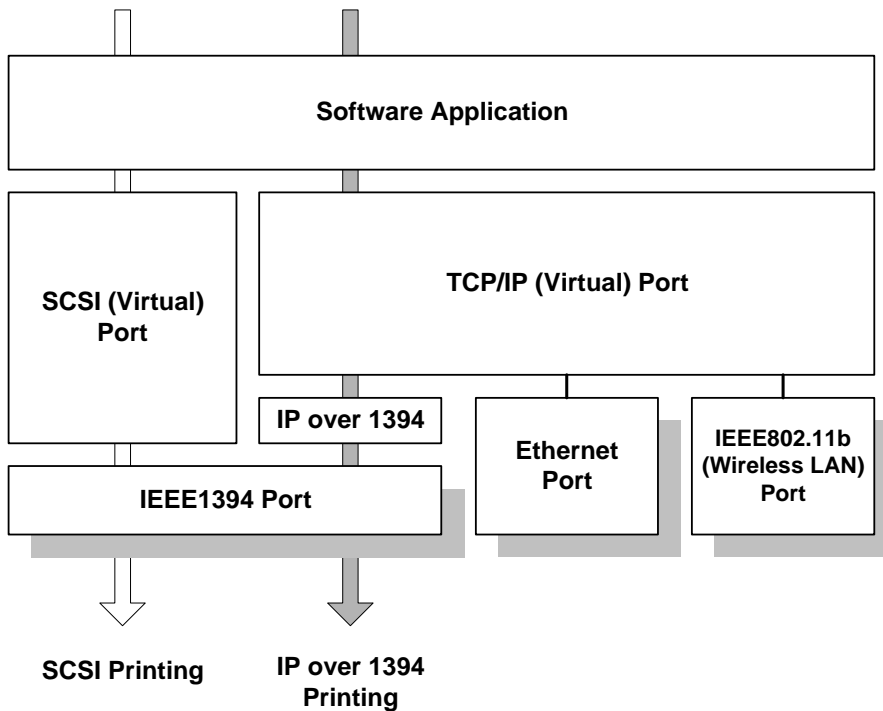 Software Application
SCSI (Virtual)
Port
TCP/IP (Virtual) Port
IP over 1394
Ethernet
Port
IEEE802.11b
(Wireless LAN)
Port
IEEE1394 Port
SCSI Printing
IP over 1394
Printing